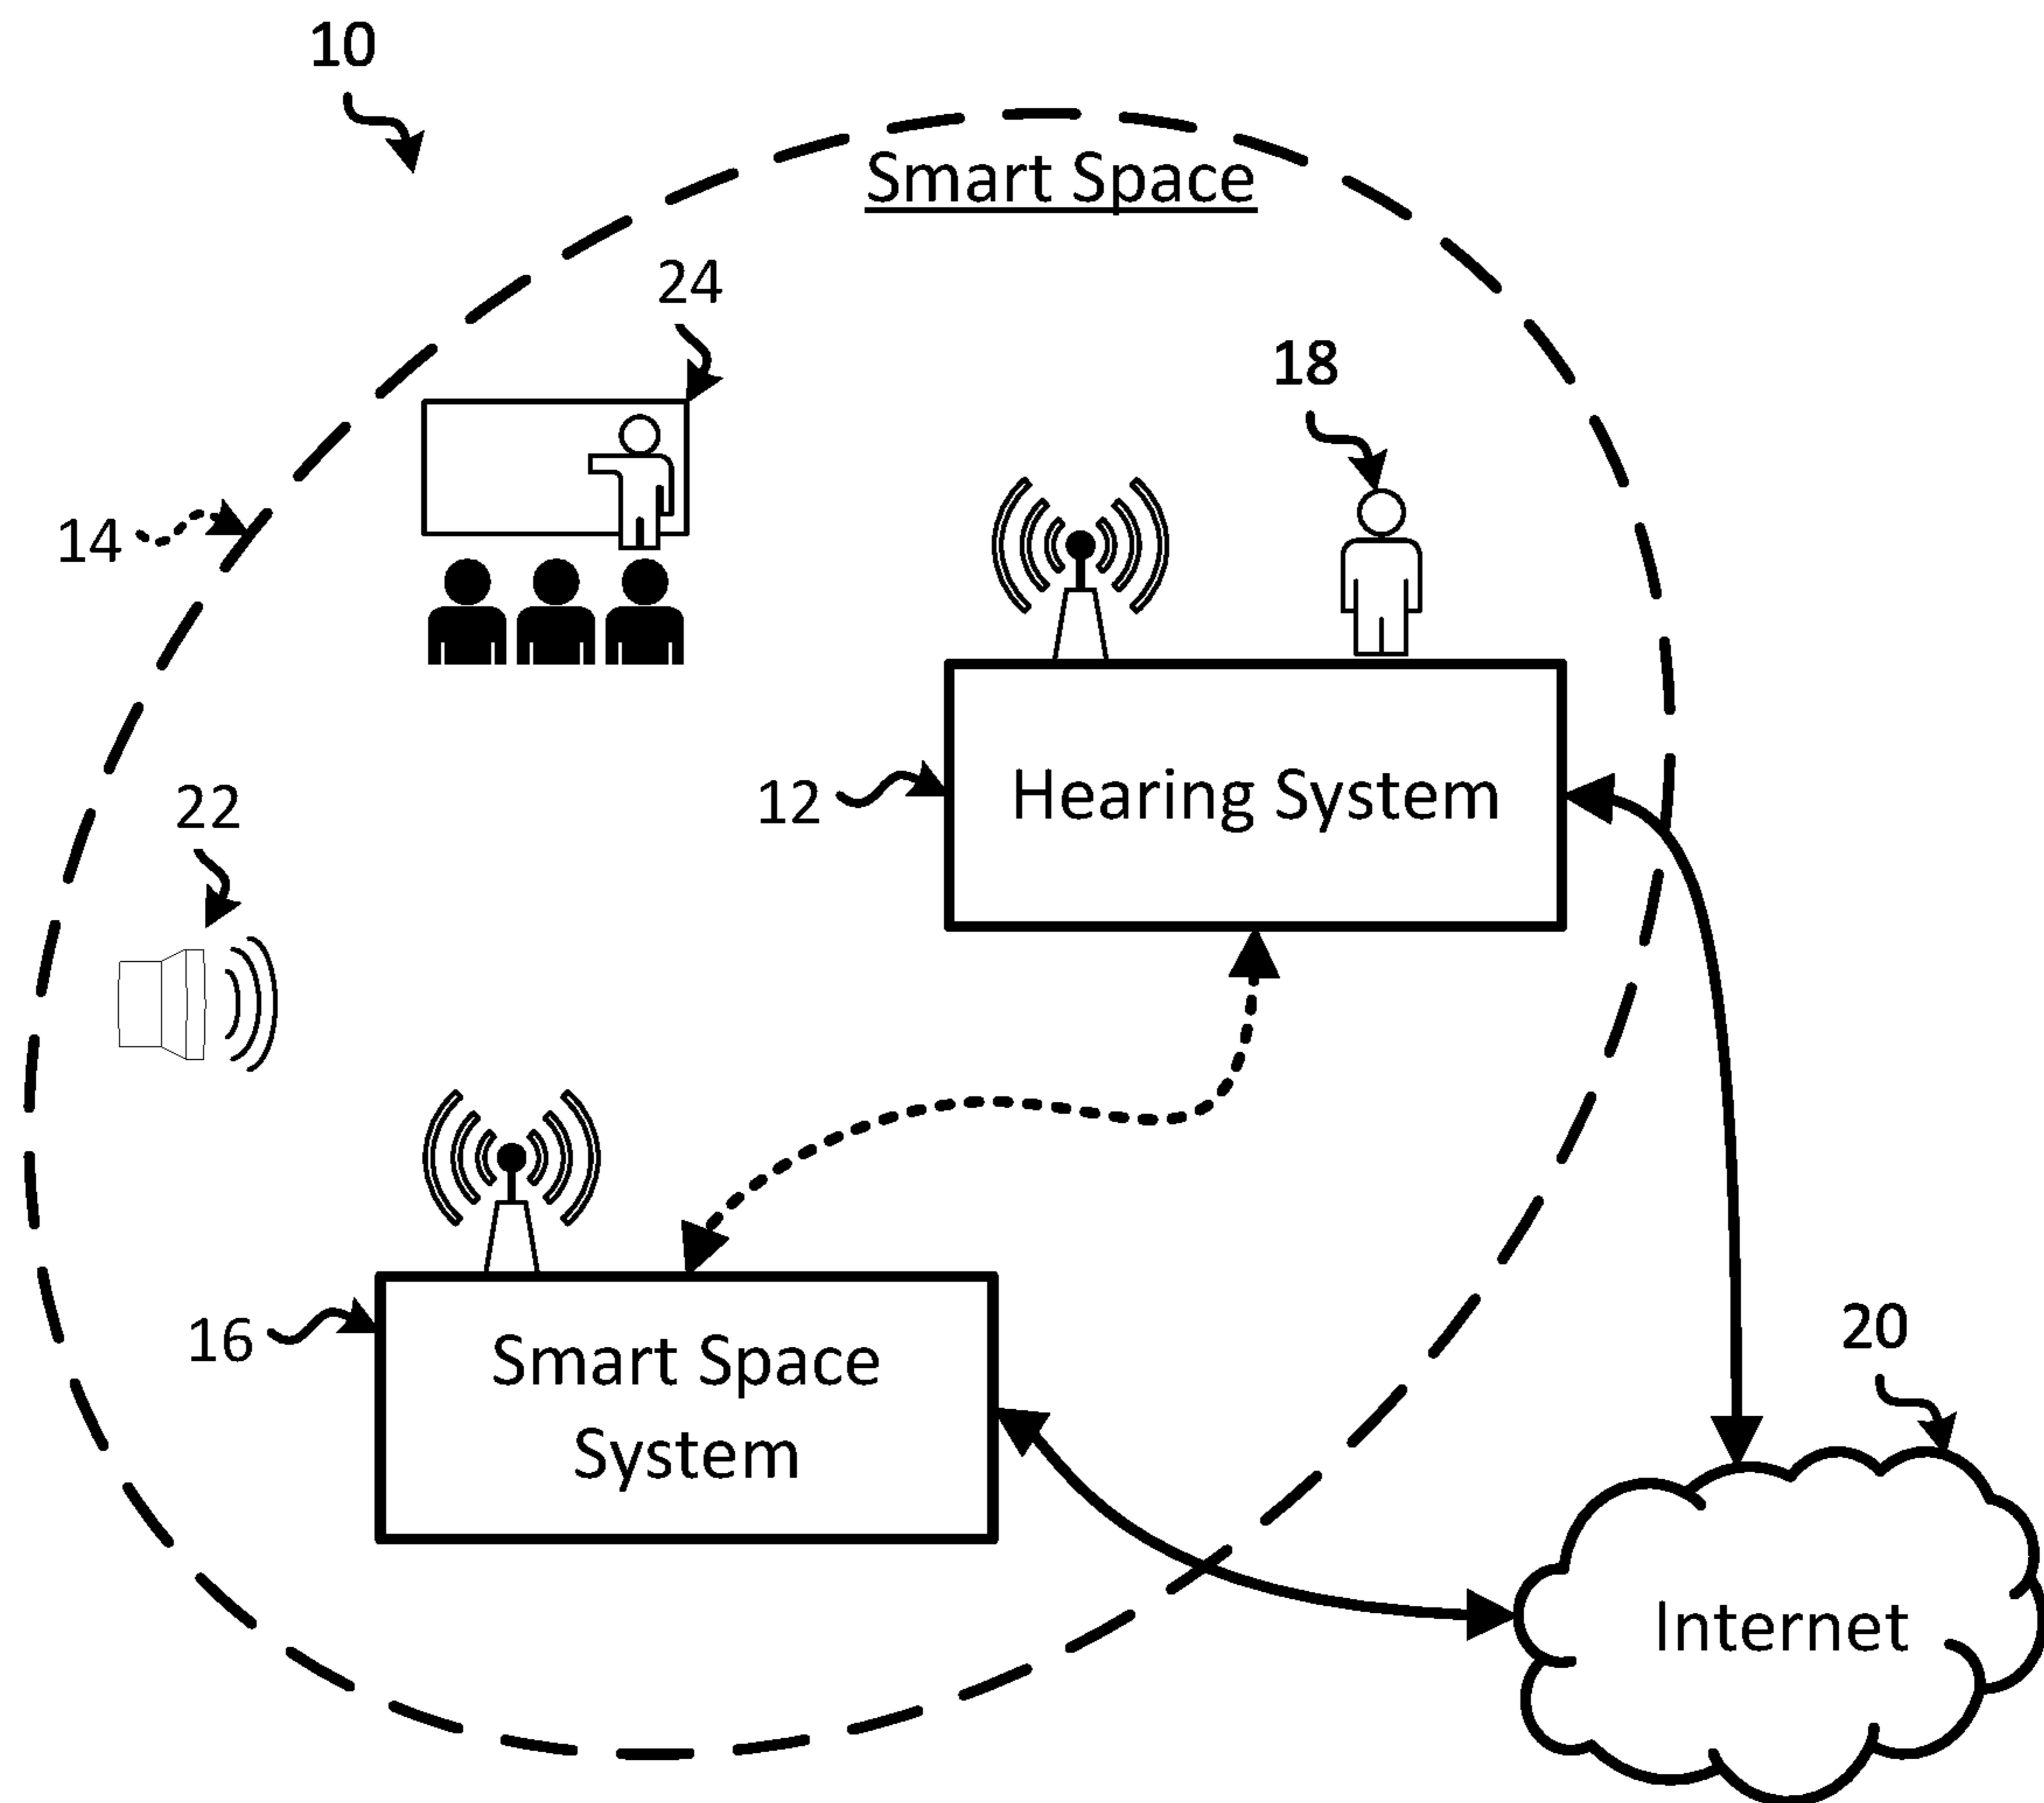 10
Smart Space
24
18
14
12
Hearing System
22
16
Smart Space
System
20
Internet